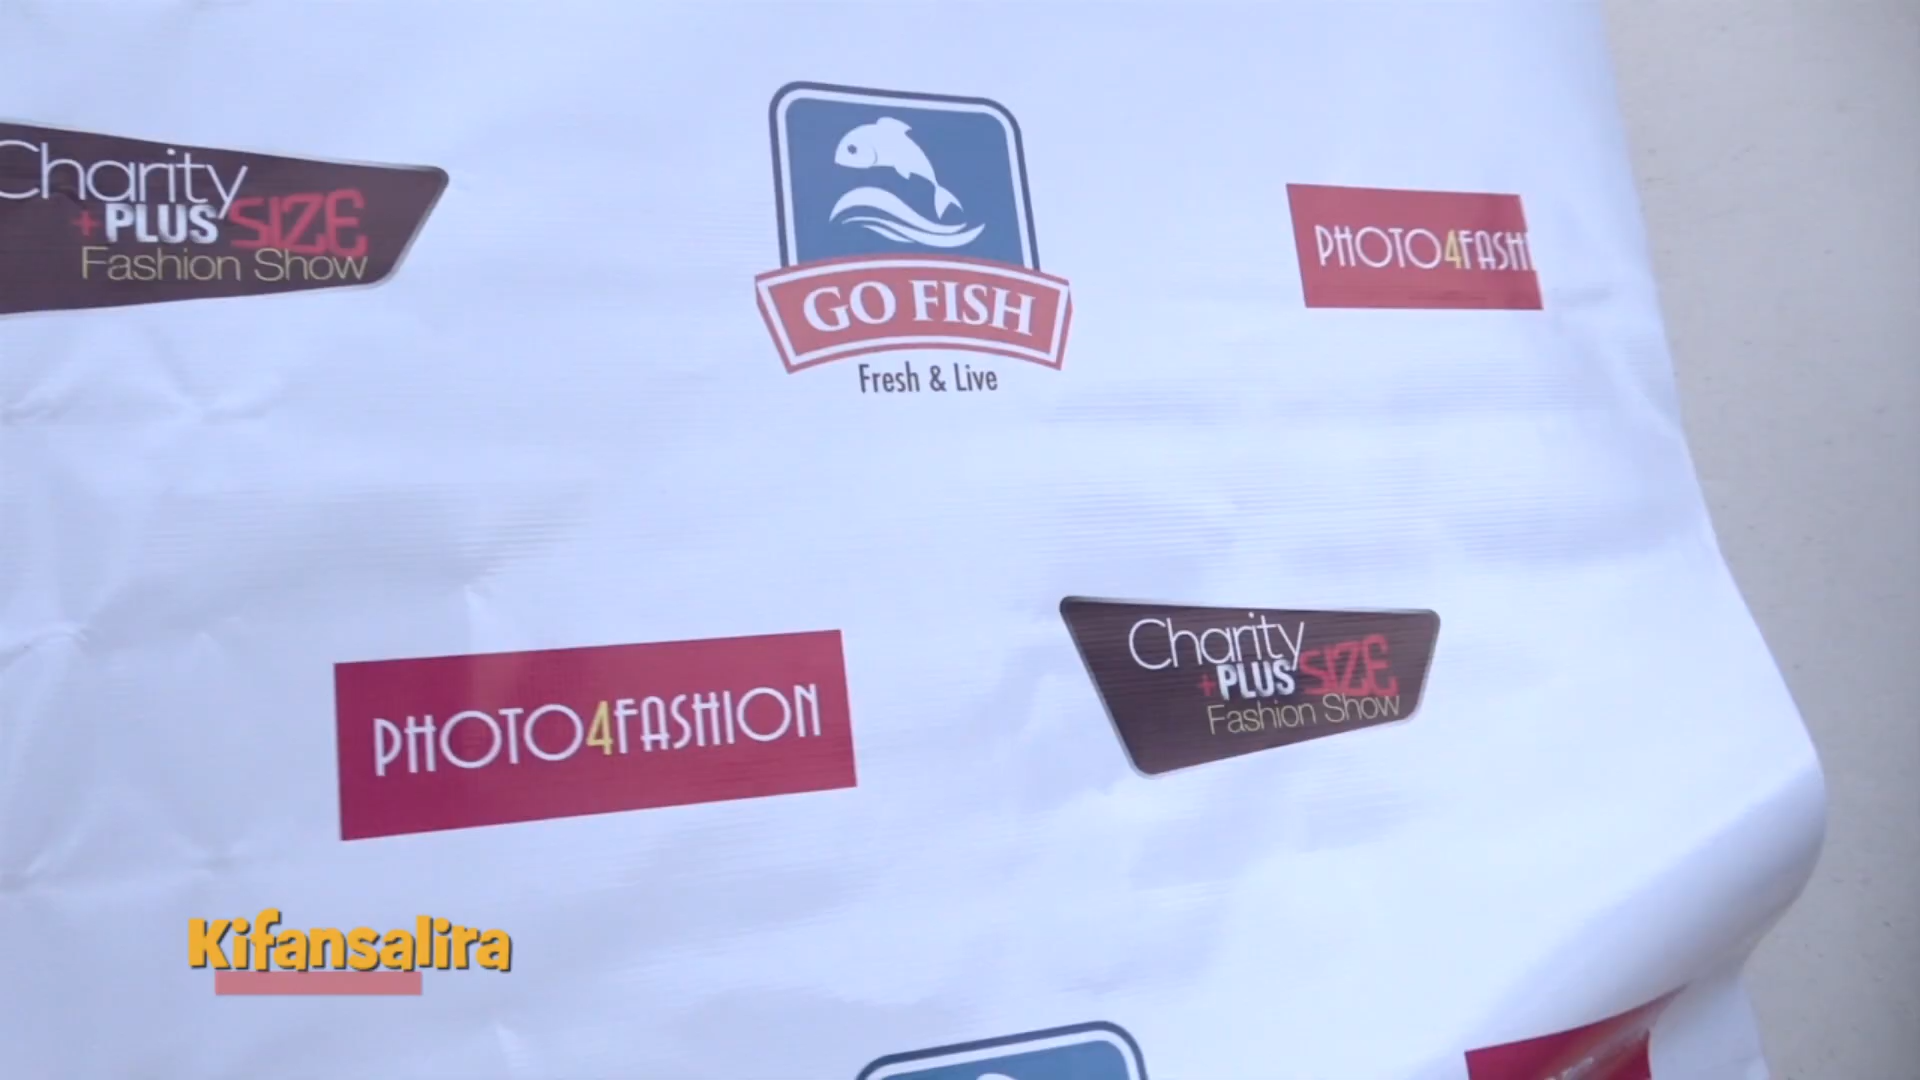 Charity
+PLUS SIZE
Fashion Show
GO FISH
Fresh & Live
PHOTO4FASHI
PHOTO4FASHION
Charity
+PLUS SIZE
Fashion Show
Kifansalira